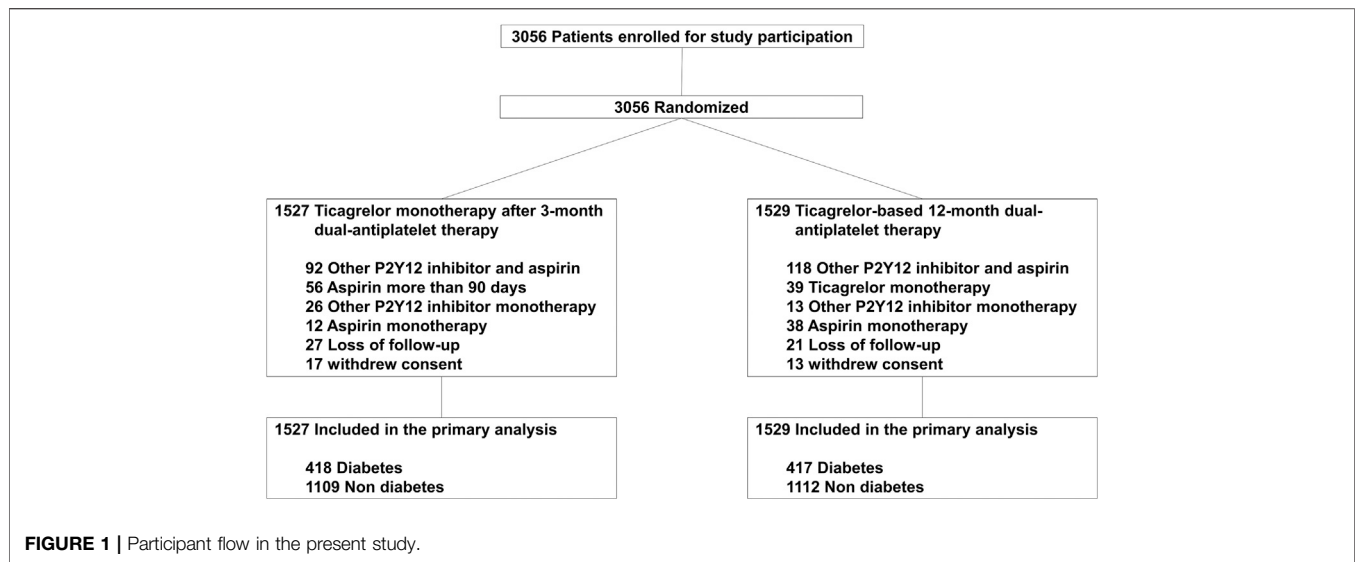 3056 Patients enrolled for study participation
3056 Randomized
1527 Ticagrelor monotherapy after 3-month
dual-antiplatelet therapy
92 Other P2Y12 inhibitor and aspirin
56 Aspirin more than 90 days
26 Other P2Y12 inhibitor monotherapy
12 Aspirin monotherapy
27 Loss of follow-up
17 withdrew consent
1529 Ticagrelor-based 12-month dual-
antiplatelet therapy
118 Other P2Y12 inhibitor and aspirin
39 Ticagrelor monotherapy
13 Other P2Y12 inhibitor monotherapy
38 Aspirin monotherapy
21 Loss of follow-up
13 withdrew consent
1527 Included in the primary analysis
418 Diabetes
1109 Non diabetes
1529 Included in the primary analysis
417 Diabetes
1112 Non diabetes
FIGURE 1 | Participant flow in the present study.